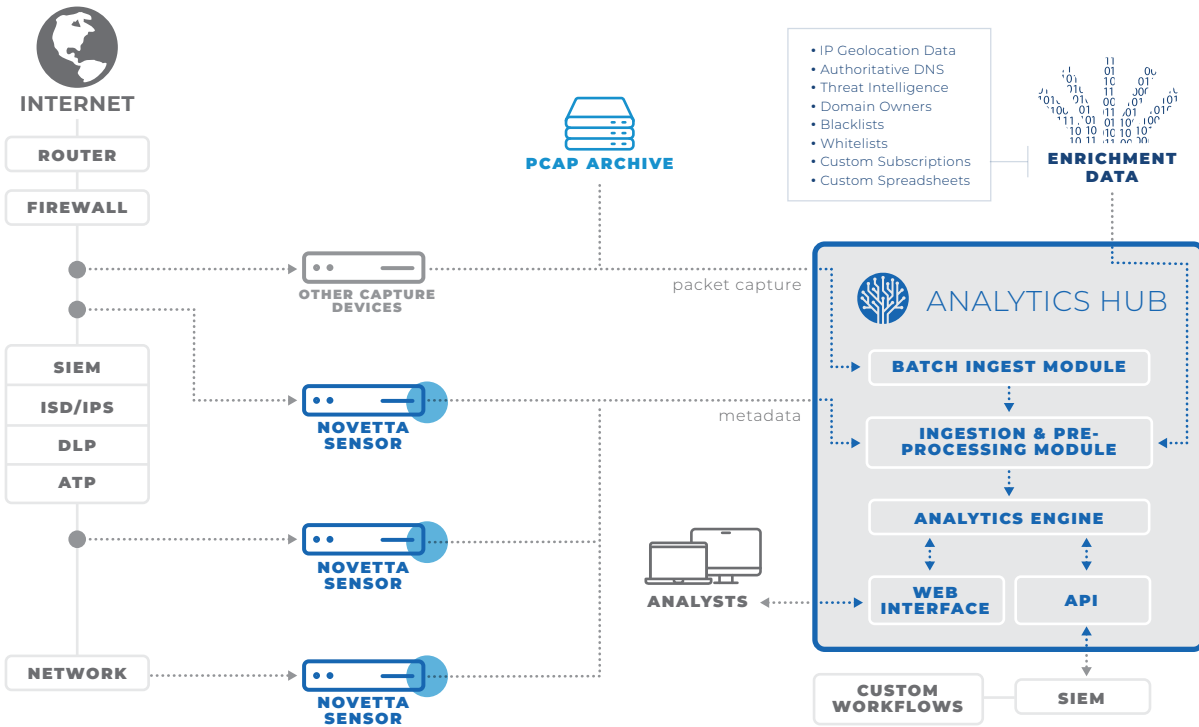 INTERNET
ROUTER
FIREWALL
SIEM
ISD/IPS
DLP
ATP
NETWORK
OTHER CAPTURE
DEVICES
NOVETTA
SENSOR
NOVETTA
SENSOR
NOVETTA
SENSOR
PCAP ARCHIVE
packet capture
metadata
ANALYSTS
• IP Geolocation Data
• Authoritative DNS
• Threat Intelligence
• Domain Owners
• Blacklists
• Whitelists
• Custom Subscriptions
• Custom Spreadsheets
ENRICHMENT
DATA
ANALYTICS HUB
BATCH INGEST MODULE
INGESTION & PRE-
PROCESSING MODULE
ANALYTICS ENGINE
WEB
INTERFACE
API
CUSTOM
WORKFLOWS
SIEM